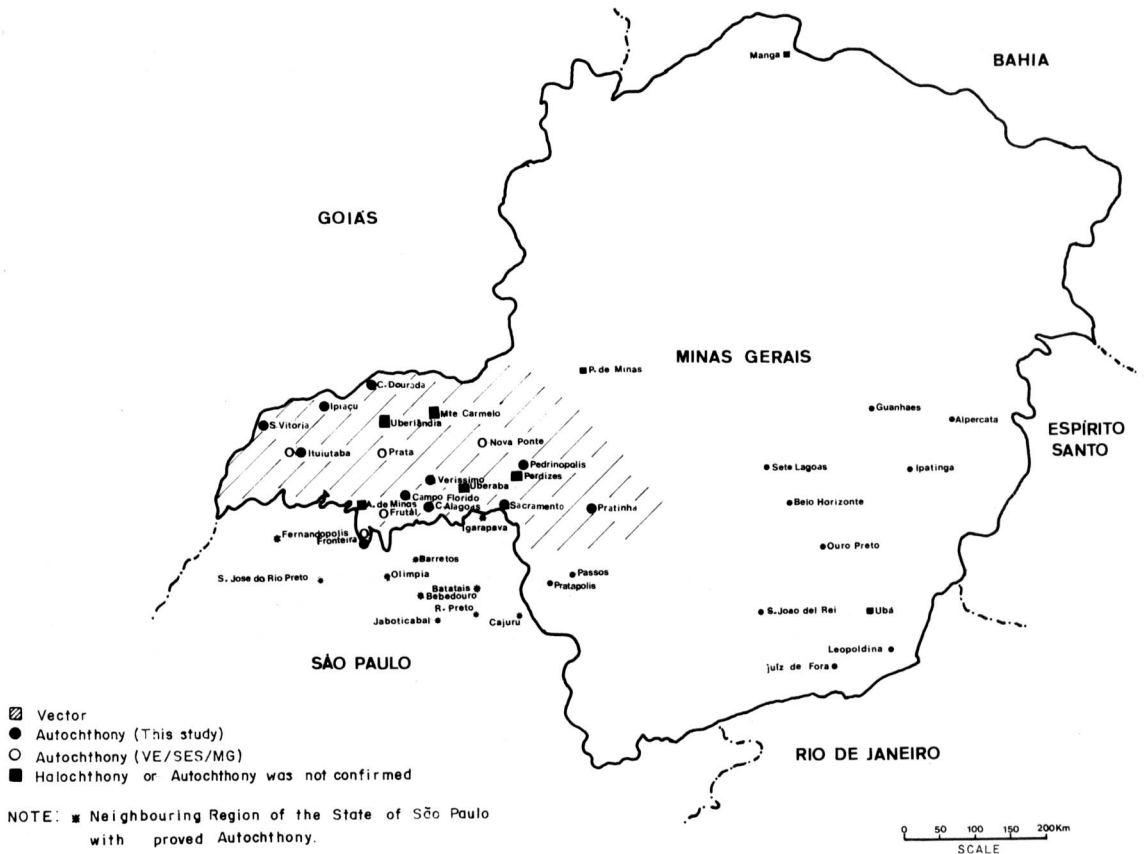 Manga
BAHIA
GOIÁS
MINAS GERAIS
P. de Minas
C. Dourada
Ipiaçu
Mte Carmelo
Guanhaes
Alpercata
S. Vitoria
Uberlândia
ESPÍRITO
SANTO
Nova Ponte
Ituiutaba
Prata
Pedrinopolis
Sete Lagoas
Ipatinga
Perdizes
Verissimo
Uberaba
Campo Florido
A. de Minas
C. Alagoas
Sacramento
Pratinha
Belo Horizonte
Frutál
Igarapava
Fernandopolis
Fronteira
Ouro Preto
Barretos
S. Jose do Rio Preto
Olimpia
Passos
Pratapolis
Batatais
Bebedouro
R. Preto
Jaboticabal
Cajuru
S. Joao del Rei
Ubá
Leopoldina
juíz de Fora
SÃO PAULO
RIO DE JANEIRO
Vector
Autochthony (This study)
Autochthony (VE/SES/MG)
Halochthony or Autochthony was not confirmed
NOTE: * Neighbouring Region of the State of São Paulo
with proved Autochthony.
0 50 100 150 200Km
SCALE